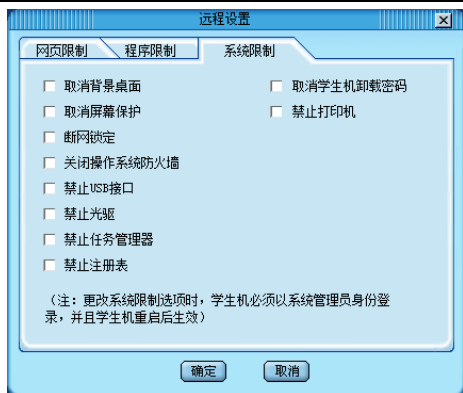 远程设置
网页限制 程序限制 系统限制
取消背景桌面 取消学生机卸载密码
取消屏幕保护 禁止打印机
断网锁定
关闭操作系统防火墙
禁止USB接口
禁止光驱
禁止任务管理器
禁止注册表
(注:更改系统限制选项时,学生机必须以系统管理员身份登
录,并且学生机重启后生效)
确定 取消